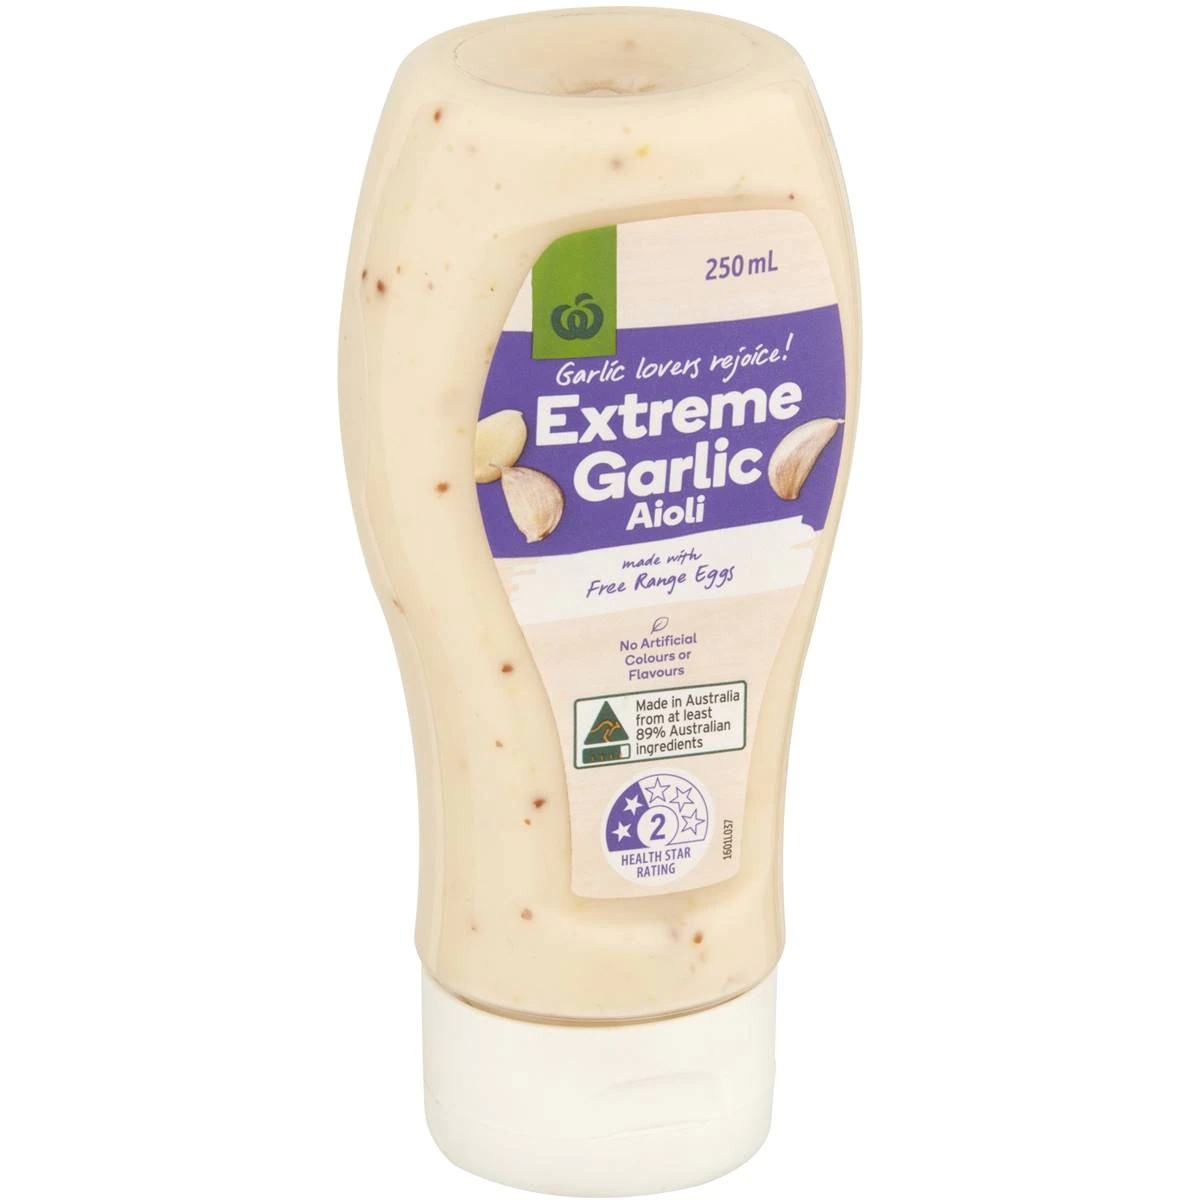 250 mL
Garlic lovers rejoice!
Extreme
Garlic
Aioli
made with
Free Range Eggs
No Artificial
Colours or
Flavours
Made in Australia
from at least
89% Australian
ingredients
2
HEALTH STAR
RATING
1601L037